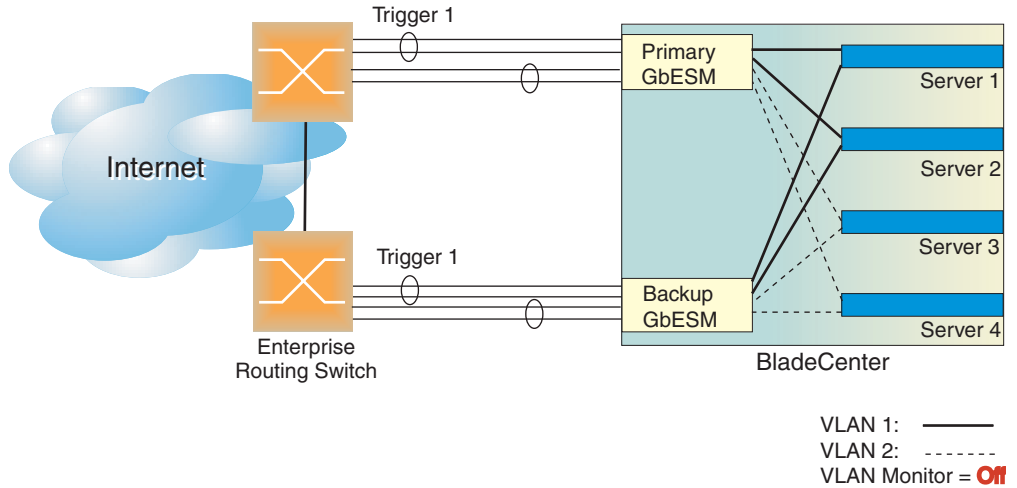 Trigger 1
Primary
GbESM
Server 1
Internet
Server 2
Trigger 1
Server 3
Backup
GbESM
Server 4
Enterprise
Routing Switch
BladeCenter
VLAN 1:
VLAN 2:
VLAN Monitor = Off